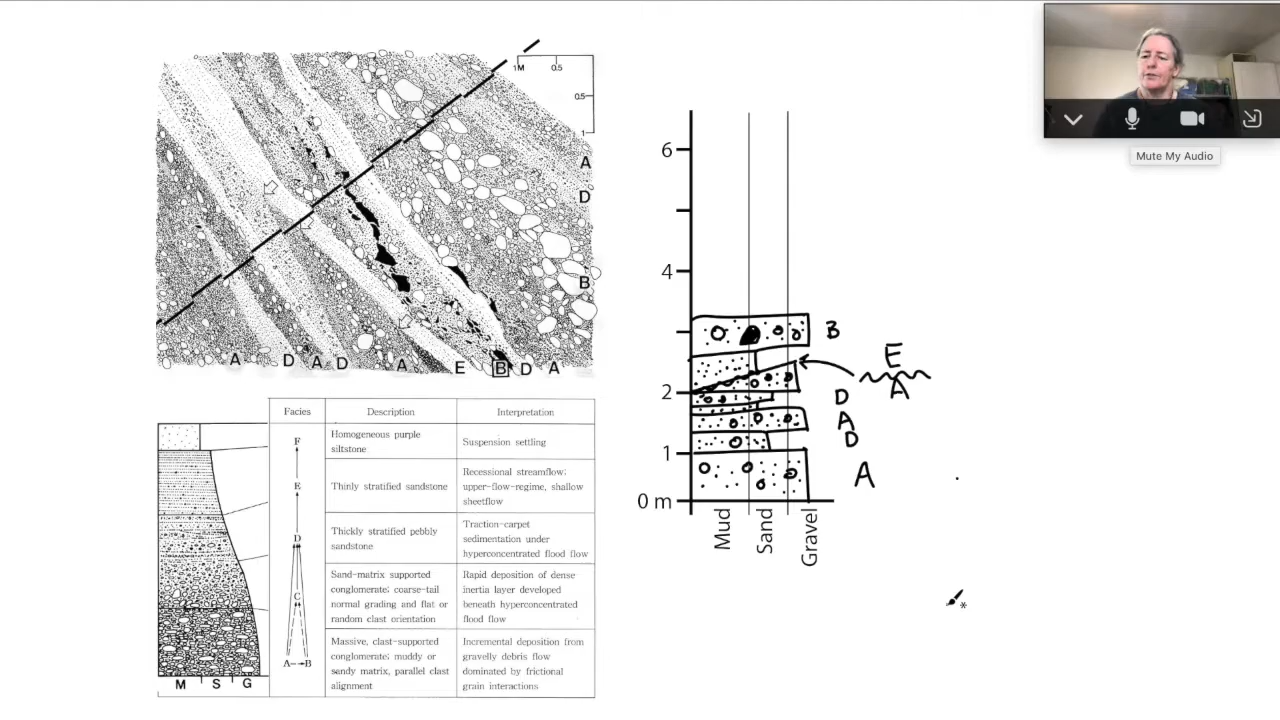 1M 0.5
0.5
1
A
D
B
A D A D A E B D A
Facies Description Interpretation
F Homogeneous purple siltstone Suspension settling
E Thinly stratified sandstone Recessional streamflow; upper-flow-regime, shallow sheetflow
D Thickly stratified pebbly sandstone Traction-carpet sedimentation under hyperconcentrated flood flow
C Sand-matrix supported conglomerate; coarse-tail normal grading and flat or random clast orientation Rapid deposition of dense inertia layer developed beneath hyperconcentrated flood flow
A B Massive, clast-supported conglomerate; muddy or sandy matrix, parallel clast alignment Incremental deposition from gravelly debris flow dominated by frictional grain interactions
M S G
6
4
2
1
0 m
Mud Sand Gravel
B
E
A
D
A
D
A
Mute My Audio